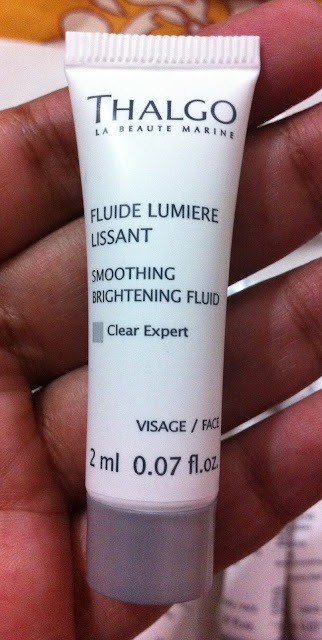 THALGO
LA BEAUTE MARINE
FLUIDE LUMIERE
LISSANT
SMOOTHING
BRIGHTENING FLUID
Clear Expert
VISAGE / FACE
2 ml 0.07 fl.oz.